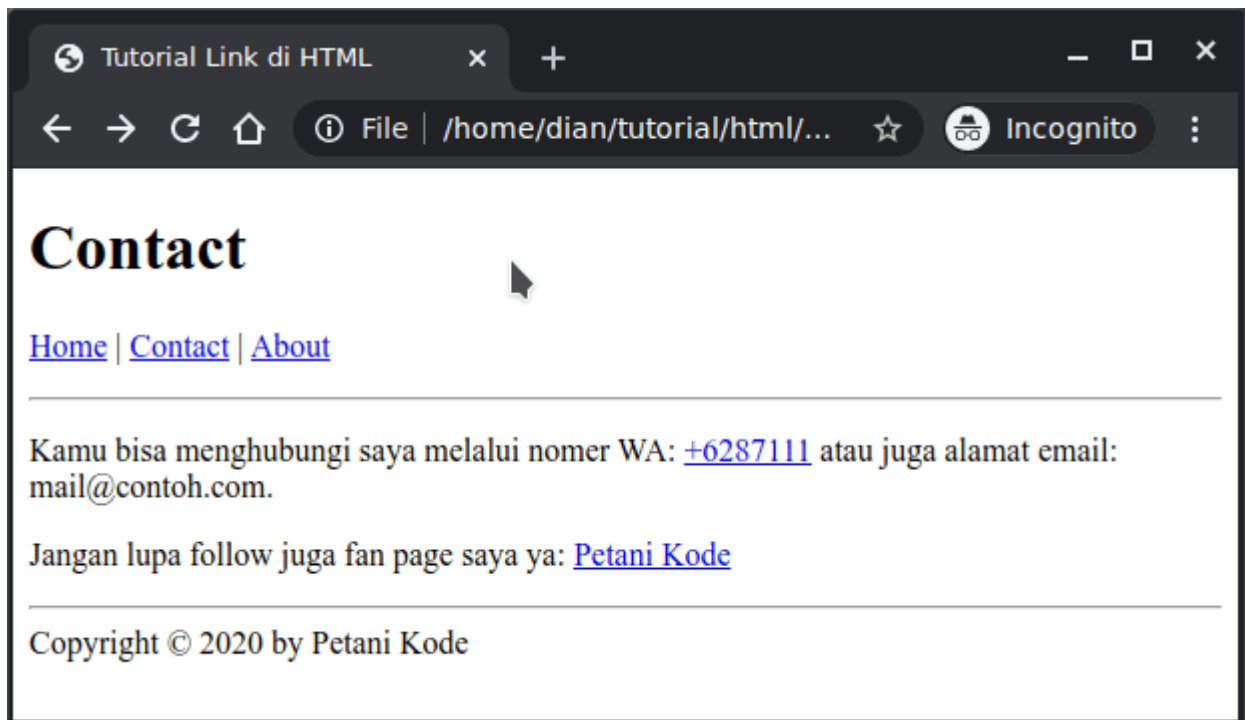 Tutorial Link di HTML
File | /home/dian/tutorial/html/... Incognito
Contact
Home | Contact | About
Kamu bisa menghubungi saya melalui nomer WA: +6287111 atau juga alamat email:
mail@contoh.com.
Jangan lupa follow juga fan page saya ya: Petani Kode
Copyright © 2020 by Petani Kode